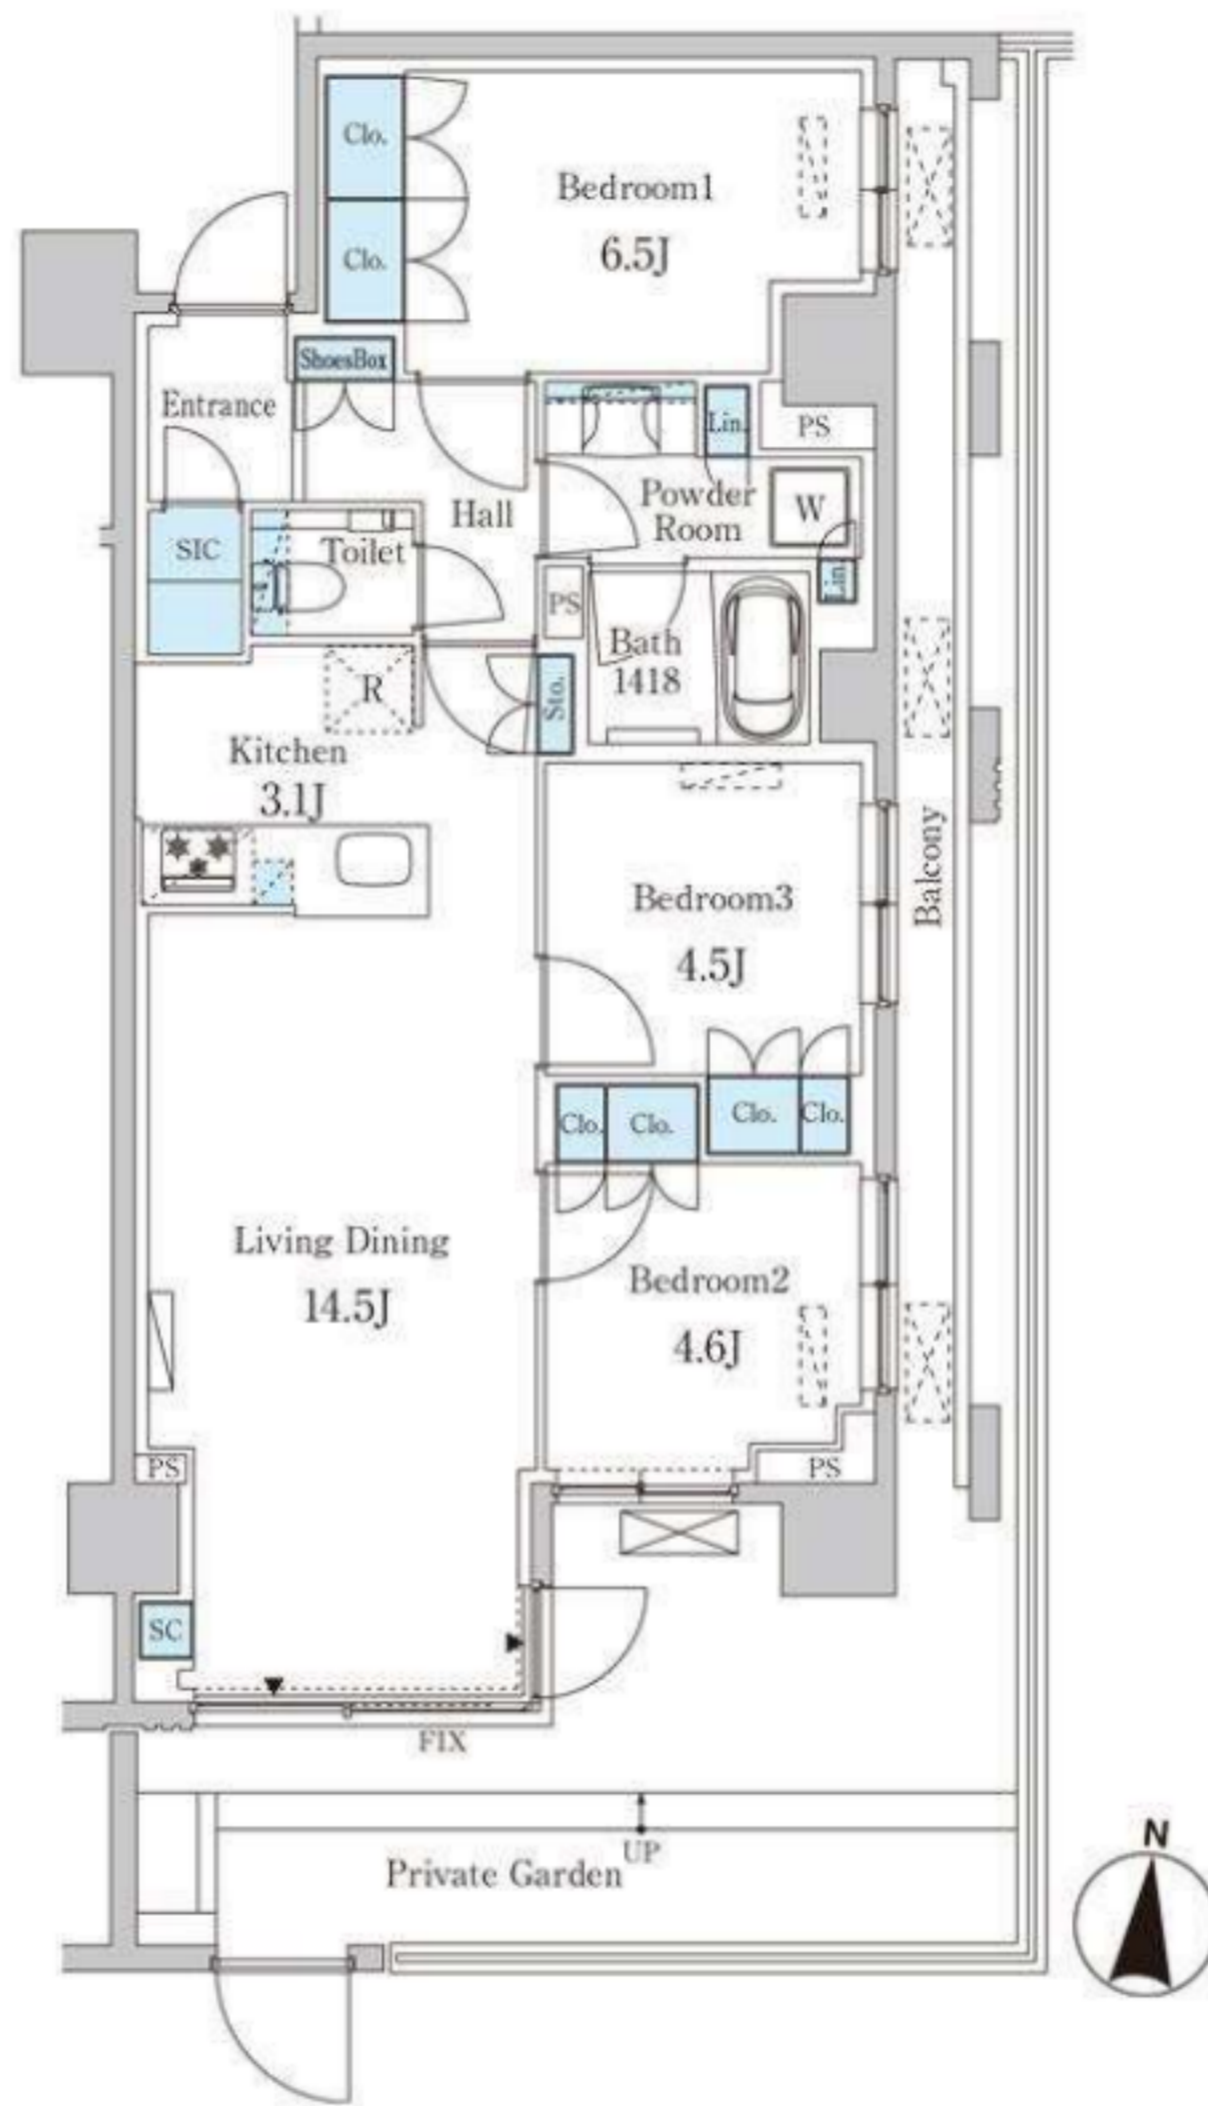 Clo.
Bedroom1
6.5J
Clo.
ShoesBox
Entrance
Lin.
PS
Hall
Powder
Room
W
SIC
Toilet
Lin
PS
Bath
1418
R
Sto.
Kitchen
3.1J
Balcony
Bedroom3
4.5J
Clo.
Clo.
Clo.
Clo.
Living Dining
14.5J
Bedroom2
4.6J
PS
PS
SC
FIX
UP
Private Garden
N